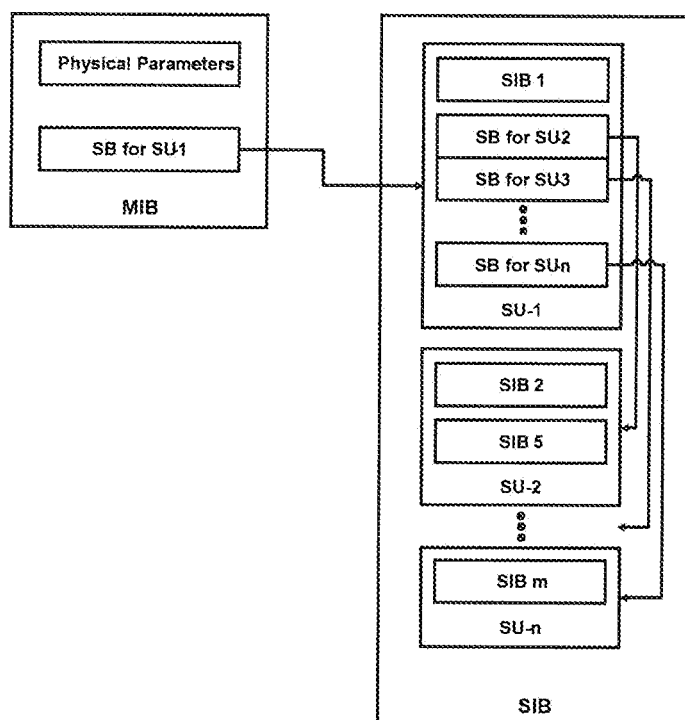 Physical Parameters
SB for SU1
MIB
SIB 1
SB for SU2
SB for SU3
SB for SUn
SU-1
SIB 2
SIB 5
SU-2
SIB m
SU-n
SIB